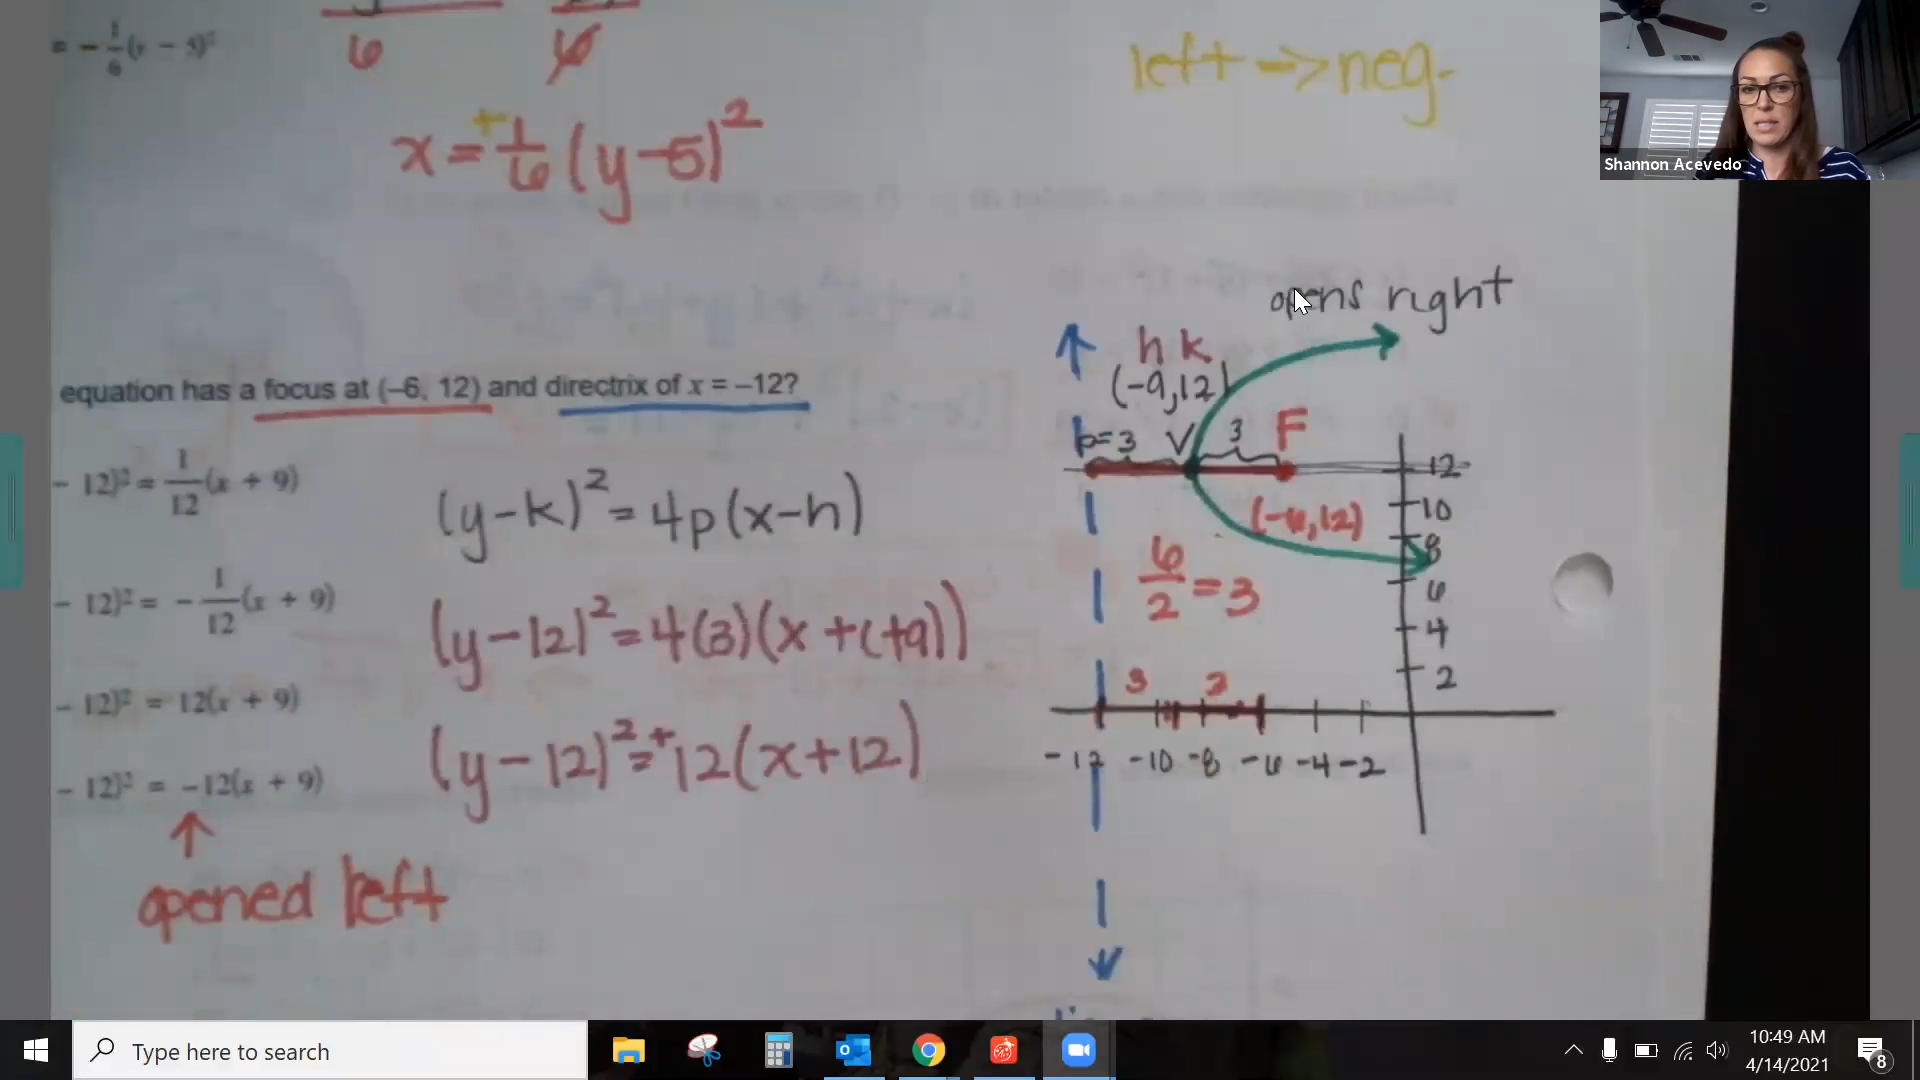 = - 1/6 (y - 5)²
6
6
x = + 1/6 (y-5)²
left -> neg.
Shannon Acevedo
opens right
equation has a focus at (–6, 12) and directrix of x = –12?
h k
(-9,12)
p=3 V 3 F
- 12)² = 1/12 (x + 9)
(y-k)² = 4p(x-h)
12
10
(-6,12)
8
6/2 = 3
6
- 12)² = - 1/12 (x + 9)
(y-12)² = 4(3)(x+(+9))
4
2
3
- 12)² = 12(x + 9)
(y-12)² = +12(x+12)
-12 -10 -8 -6 -4 -2
- 12)² = -12(x + 9)
opened left
Type here to search
10:49 AM
4/14/2021
8